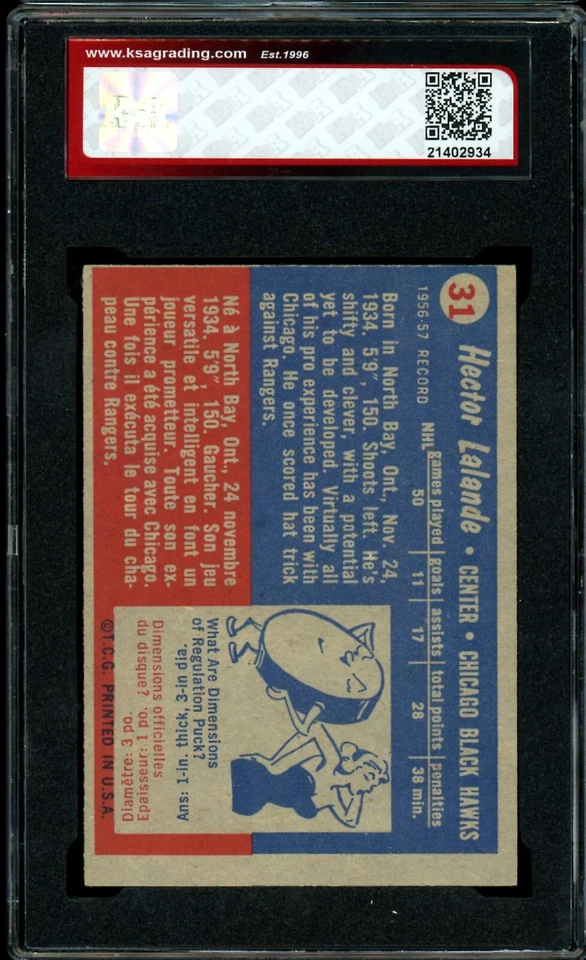 www.ksagrading.com Est.1996
21402934
31 Hector Lalande • CENTER • CHICAGO BLACK HAWKS
1956-57 RECORD
games played | goals | assists | total points | penalties
NHL 50 11 17 28 38 min.
Born in North Bay, Ont., Nov. 24,
1934. 5'9", 150. Shoots left. He's
shifty and clever, with a potential
yet to be developed. Virtually all
of his pro experience has been with
Chicago. He once scored hat trick
against Rangers.
Né à North Bay, Ont., 24 novembre
1934. 5'9", 150. Gaucher. Son jeu
versatile et intelligent en font un
joueur prometteur. Toute son ex-
périence a été acquise avec Chicago.
Une fois il exécuta le tour du cha-
peau contre Rangers.
What Are Dimensions
of Regulation Puck?
Ans: 1-in. thick, 3-in dia.
Dimensions officielles
du disque?
Epaisseur: 1 po.
Diamètre: 3 po.
©T.C.G. PRINTED IN U.S.A.